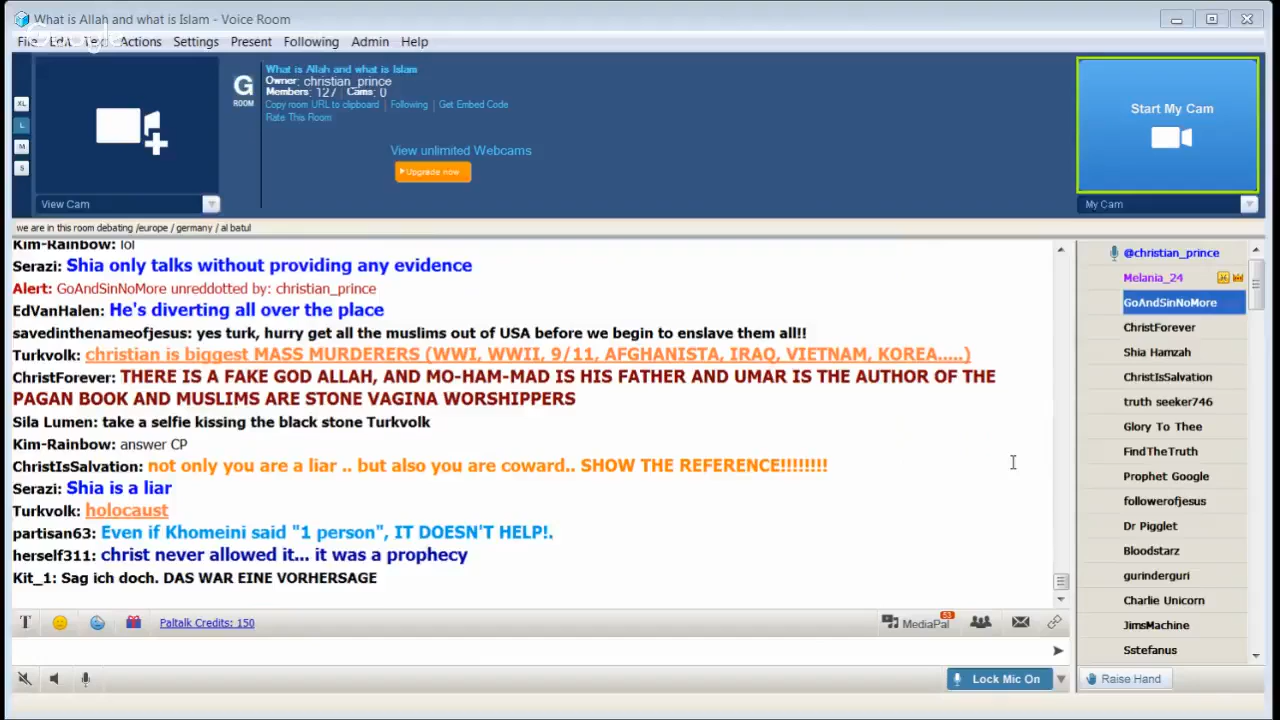 What is Allah and what is Islam - Voice Room
File Edit Text Actions Settings Present Following Admin Help
Google
XL
L
M
S
View Cam
G
ROOM
What is Allah and what is Islam
Owner: christian_prince
Members: 127 Cams: 0
Copy room URL to clipboard | Following | Get Embed Code
Rate This Room
View unlimited Webcams
Upgrade now
Start My Cam
My Cam
we are in this room debating /europe / germany / al batul
Kim-Rainbow: lol
Serazi: Shia only talks without providing any evidence
Alert: GoAndSinNoMore unreddotted by: christian_prince
EdVanHalen: He's diverting all over the place
savedinthenameofjesus: yes turk, hurry get all the muslims out of USA before we begin to enslave them all!!
Turkvolk: christian is biggest MASS MURDERERS (WWI, WWII, 9/11, AFGHANISTA, IRAQ, VIETNAM, KOREA.....)
ChristForever: THERE IS A FAKE GOD ALLAH, AND MO-HAM-MAD IS HIS FATHER AND UMAR IS THE AUTHOR OF THE
PAGAN BOOK AND MUSLIMS ARE STONE VAGINA WORSHIPPERS
Sila Lumen: take a selfie kissing the black stone Turkvolk
Kim-Rainbow: answer CP
ChristIsSalvation: not only you are a liar .. but also you are coward.. SHOW THE REFERENCE!!!!!!!!
Serazi: Shia is a liar
Turkvolk: holocaust
partisan63: Even if Khomeini said "1 person", IT DOESN'T HELP!.
herself311: christ never allowed it... it was a prophecy
Kit_1: Sag ich doch. DAS WAR EINE VORHERSAGE
@christian_prince
Melania_24
GoAndSinNoMore
ChristForever
Shia Hamzah
ChristIsSalvation
truth seeker746
Glory To Thee
FindTheTruth
Prophet Google
followerofjesus
Dr Pigglet
Bloodstarz
gurinderguri
Charlie Unicorn
JimsMachine
Sstefanus
T
Paltalk Credits: 150
MediaPal 53
Lock Mic On
Raise Hand